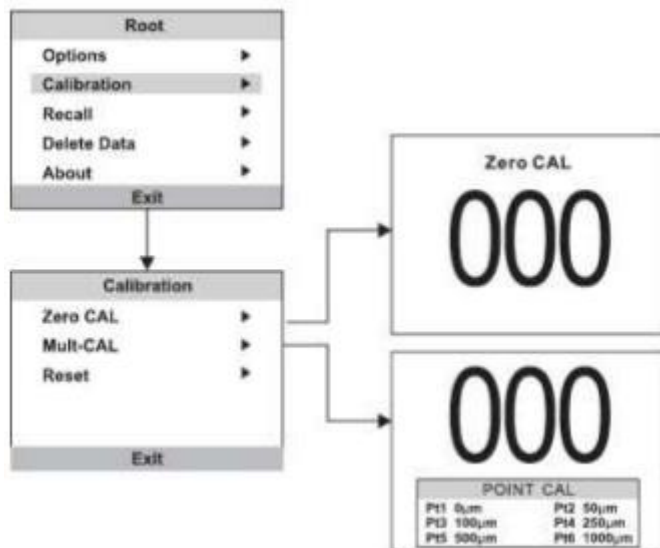 Root
Options
Calibration
Recall
Delete Data
About
Exit
Calibration
Zero CAL
Mult-CAL
Reset
Exit
Zero CAL
000
000
POINT CAL
Pt1 0µm Pt2 50µm
Pt3 100µm Pt4 250µm
Pt5 500µm Pt6 1000µm